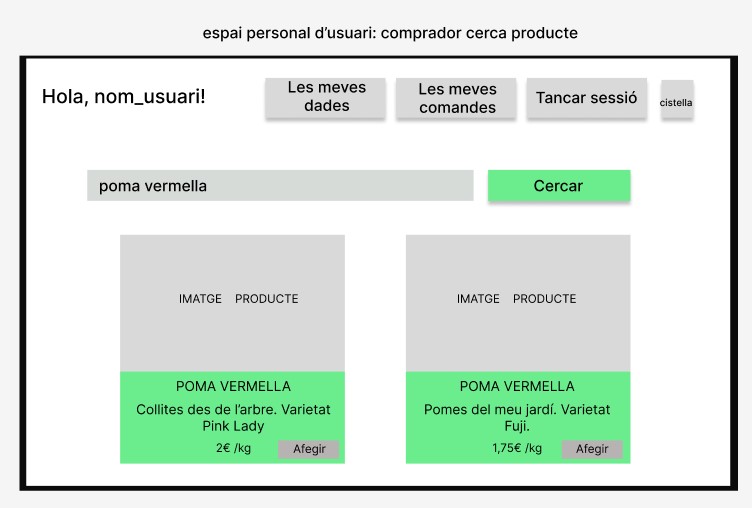 espai personal d’usuari: comprador cerca producte
Hola, nom_usuari!
Les meves
dades
Les meves
comandes
Tancar sessió
cistella
poma vermella
Cercar
IMATGE PRODUCTE
POMA VERMELLA
Collites des de l’arbre. Varietat
Pink Lady
2€ /kg
Afegir
IMATGE PRODUCTE
POMA VERMELLA
Pomes del meu jardí. Varietat
Fuji.
1,75€ /kg
Afegir